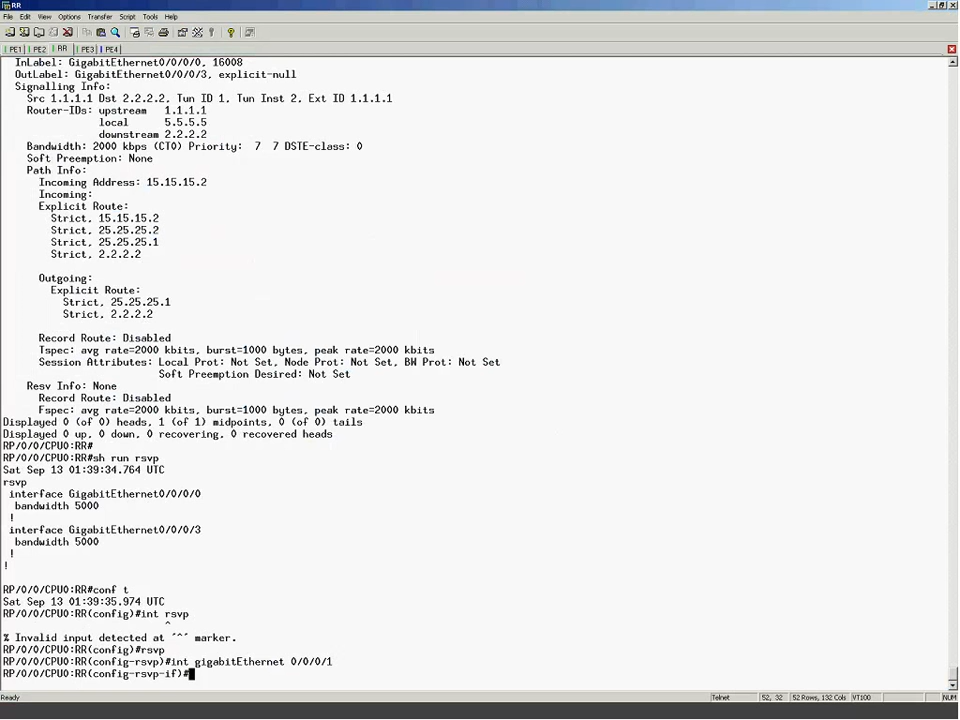 RR
File Edit View Options Transfer Script Tools Help
PE1 PE2 RR PE3 PE4
InLabel: GigabitEthernet0/0/0/0, 16008
OutLabel: GigabitEthernet0/0/0/3, explicit-null
Signalling Info:
Src 1.1.1.1 Dst 2.2.2.2, Tun ID 1, Tun Inst 2, Ext ID 1.1.1.1
Router-IDs: upstream 1.1.1.1
local 5.5.5.5
downstream 2.2.2.2
Bandwidth: 2000 kbps (CT0) Priority: 7 7 DSTE-class: 0
Soft Preemption: None
Path Info:
Incoming Address: 15.15.15.2
Incoming:
Explicit Route:
Strict, 15.15.15.2
Strict, 25.25.25.2
Strict, 25.25.25.1
Strict, 2.2.2.2
Outgoing:
Explicit Route:
Strict, 25.25.25.1
Strict, 2.2.2.2
Record Route: Disabled
Tspec: avg rate=2000 kbits, burst=1000 bytes, peak rate=2000 kbits
Session Attributes: Local Prot: Not Set, Node Prot: Not Set, BW Prot: Not Set
Soft Preemption Desired: Not Set
Resv Info: None
Record Route: Disabled
Fspec: avg rate=2000 kbits, burst=1000 bytes, peak rate=2000 kbits
Displayed 0 (of 0) heads, 1 (of 1) midpoints, 0 (of 0) tails
Displayed 0 up, 0 down, 0 recovering, 0 recovered heads
RP/0/0/CPU0:RR#
RP/0/0/CPU0:RR#sh run rsvp
Sat Sep 13 01:39:34.764 UTC
rsvp
interface GigabitEthernet0/0/0/0
bandwidth 5000
!
interface GigabitEthernet0/0/0/3
bandwidth 5000
!
!
RP/0/0/CPU0:RR#conf t
Sat Sep 13 01:39:35.974 UTC
RP/0/0/CPU0:RR(config)#int rsvp
^
% Invalid input detected at '^' marker.
RP/0/0/CPU0:RR(config)#rsvp
RP/0/0/CPU0:RR(config-rsvp)#int gigabitEthernet 0/0/0/1
RP/0/0/CPU0:RR(config-rsvp-if)#
Ready Telnet 52, 32 52 Rows, 132 Cols VT100 NUM